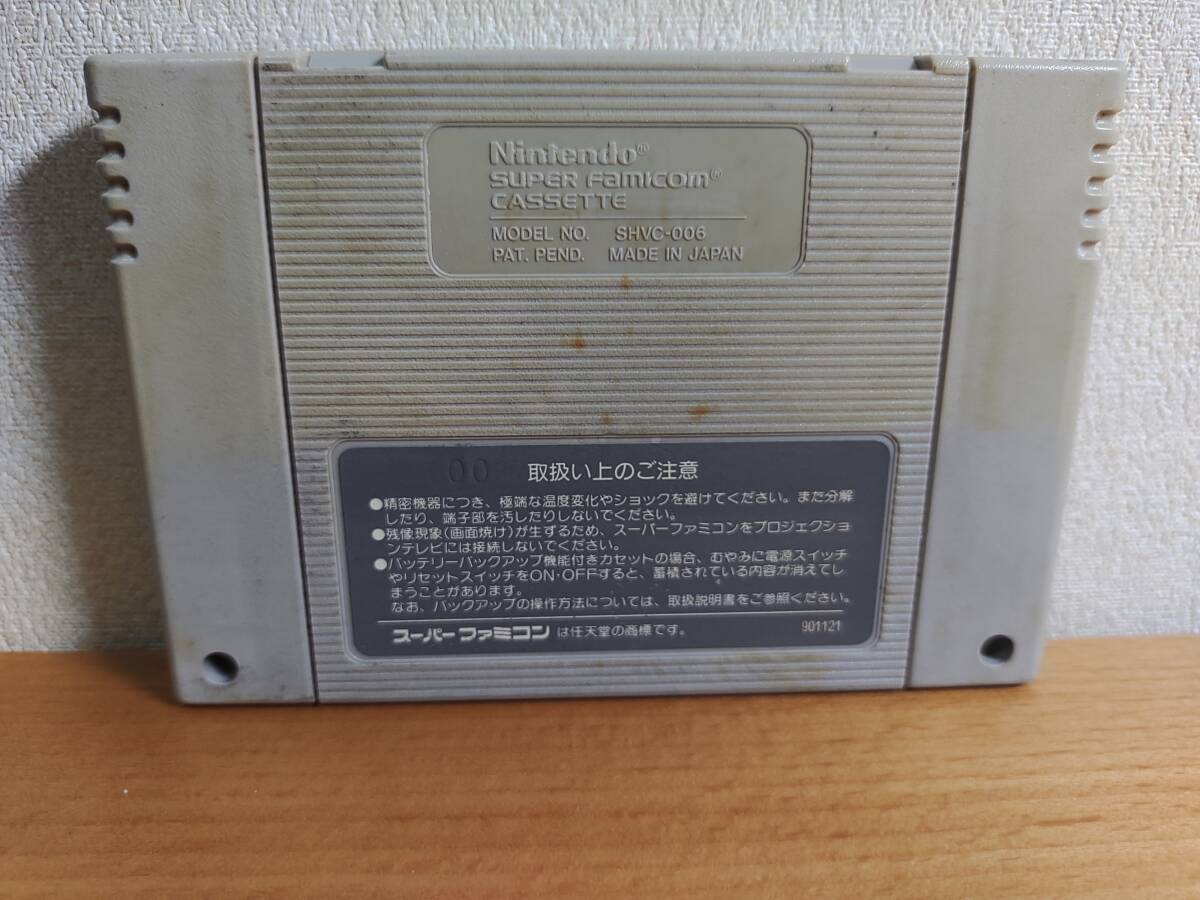 Nintendo®
SUPER FAMICOM®
CASSETTE
MODEL NO. SHVC-006
PAT. PEND. MADE IN JAPAN
00 取扱い上のご注意
●精密機器につき、極端な温度変化やショックを避けてください。また分解
したり、端子部を汚したりしないでください。
●残像現象(画面焼け)が生ずるため、スーパーファミコンをプロジェクショ
ンテレビには接続しないでください。
●バッテリーバックアップ機能付きカセットの場合、むやみに電源スイッチ
やリセットスイッチをON・OFFすると、蓄積されている内容が消えてし
まうことがあります。
なお、バックアップの操作方法については、取扱説明書をご参照ください。
スーパーファミコンは任天堂の商標です。 901121